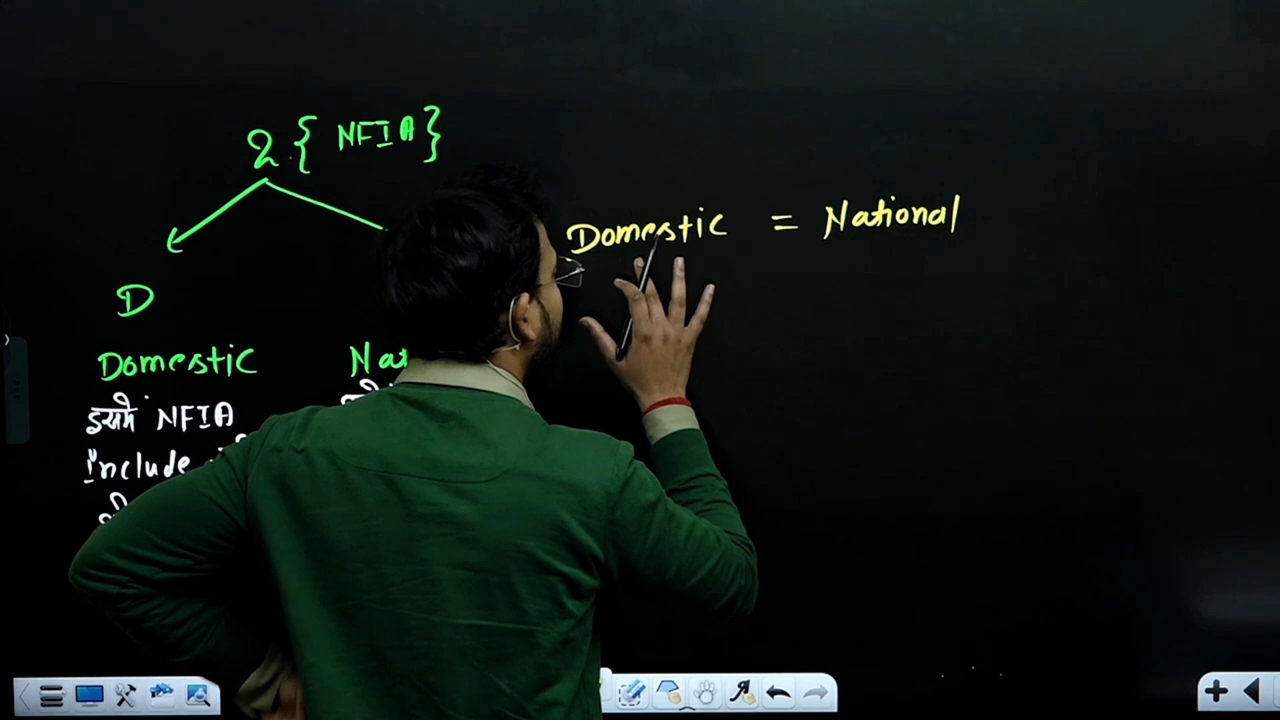 2. { NFIA }
Domestic = National
D
Domestic
इसमें NFIA
Include